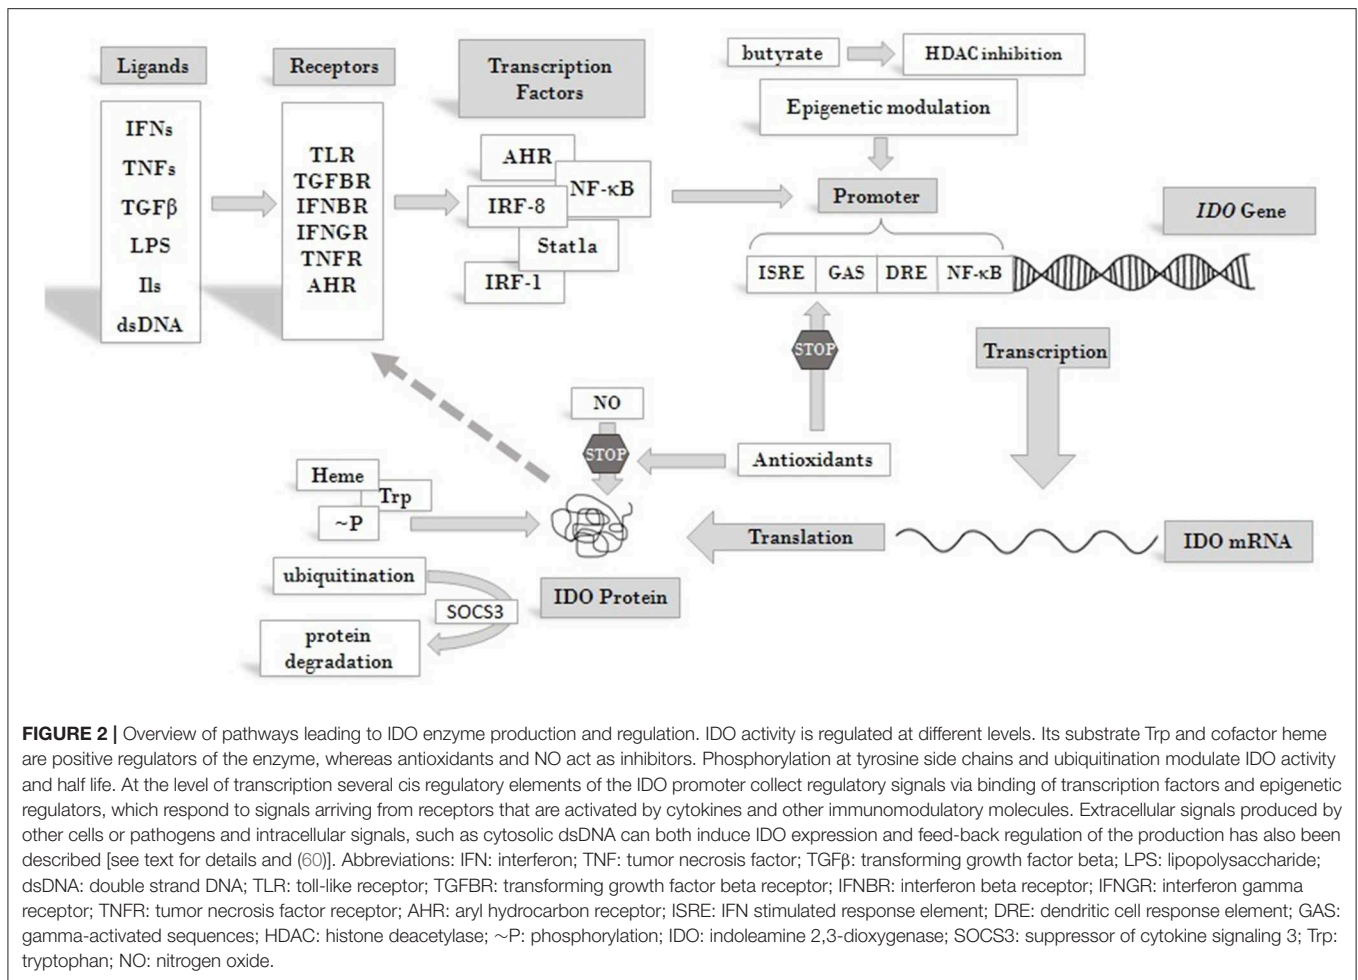 Ligands
Receptors
Transcription
Factors
butyrate
HDAC inhibition
Epigenetic modulation
IFNs
TNFs
TGFβ
LPS
Ils
dsDNA
TLR
TGFBR
IFNBR
IFNGR
TNFR
AHR
AHR
NF-κB
IRF-8
Stat1a
IRF-1
Promoter
IDO Gene
ISRE
GAS
DRE
NF-κB
STOP
Transcription
NO
STOP
Antioxidants
Heme
Trp
~P
Translation
IDO mRNA
ubiquitination
SOCS3
IDO Protein
protein
degradation
FIGURE 2 | Overview of pathways leading to IDO enzyme production and regulation. IDO activity is regulated at different levels. Its substrate Trp and cofactor heme
are positive regulators of the enzyme, whereas antioxidants and NO act as inhibitors. Phosphorylation at tyrosine side chains and ubiquitination modulate IDO activity
and half life. At the level of transcription several cis regulatory elements of the IDO promoter collect regulatory signals via binding of transcription factors and epigenetic
regulators, which respond to signals arriving from receptors that are activated by cytokines and other immunomodulatory molecules. Extracellular signals produced by
other cells or pathogens and intracellular signals, such as cytosolic dsDNA can both induce IDO expression and feed-back regulation of the production has also been
described [see text for details and (60)]. Abbreviations: IFN: interferon; TNF: tumor necrosis factor; TGFβ: transforming growth factor beta; LPS: lipopolysaccharide;
dsDNA: double strand DNA; TLR: toll-like receptor; TGFBR: transforming growth factor beta receptor; IFNBR: interferon beta receptor; IFNGR: interferon gamma
receptor; TNFR: tumor necrosis factor receptor; AHR: aryl hydrocarbon receptor; ISRE: IFN stimulated response element; DRE: dendritic cell response element; GAS:
gamma-activated sequences; HDAC: histone deacetylase; ~P: phosphorylation; IDO: indoleamine 2,3-dioxygenase; SOCS3: suppressor of cytokine signaling 3; Trp:
tryptophan; NO: nitrogen oxide.